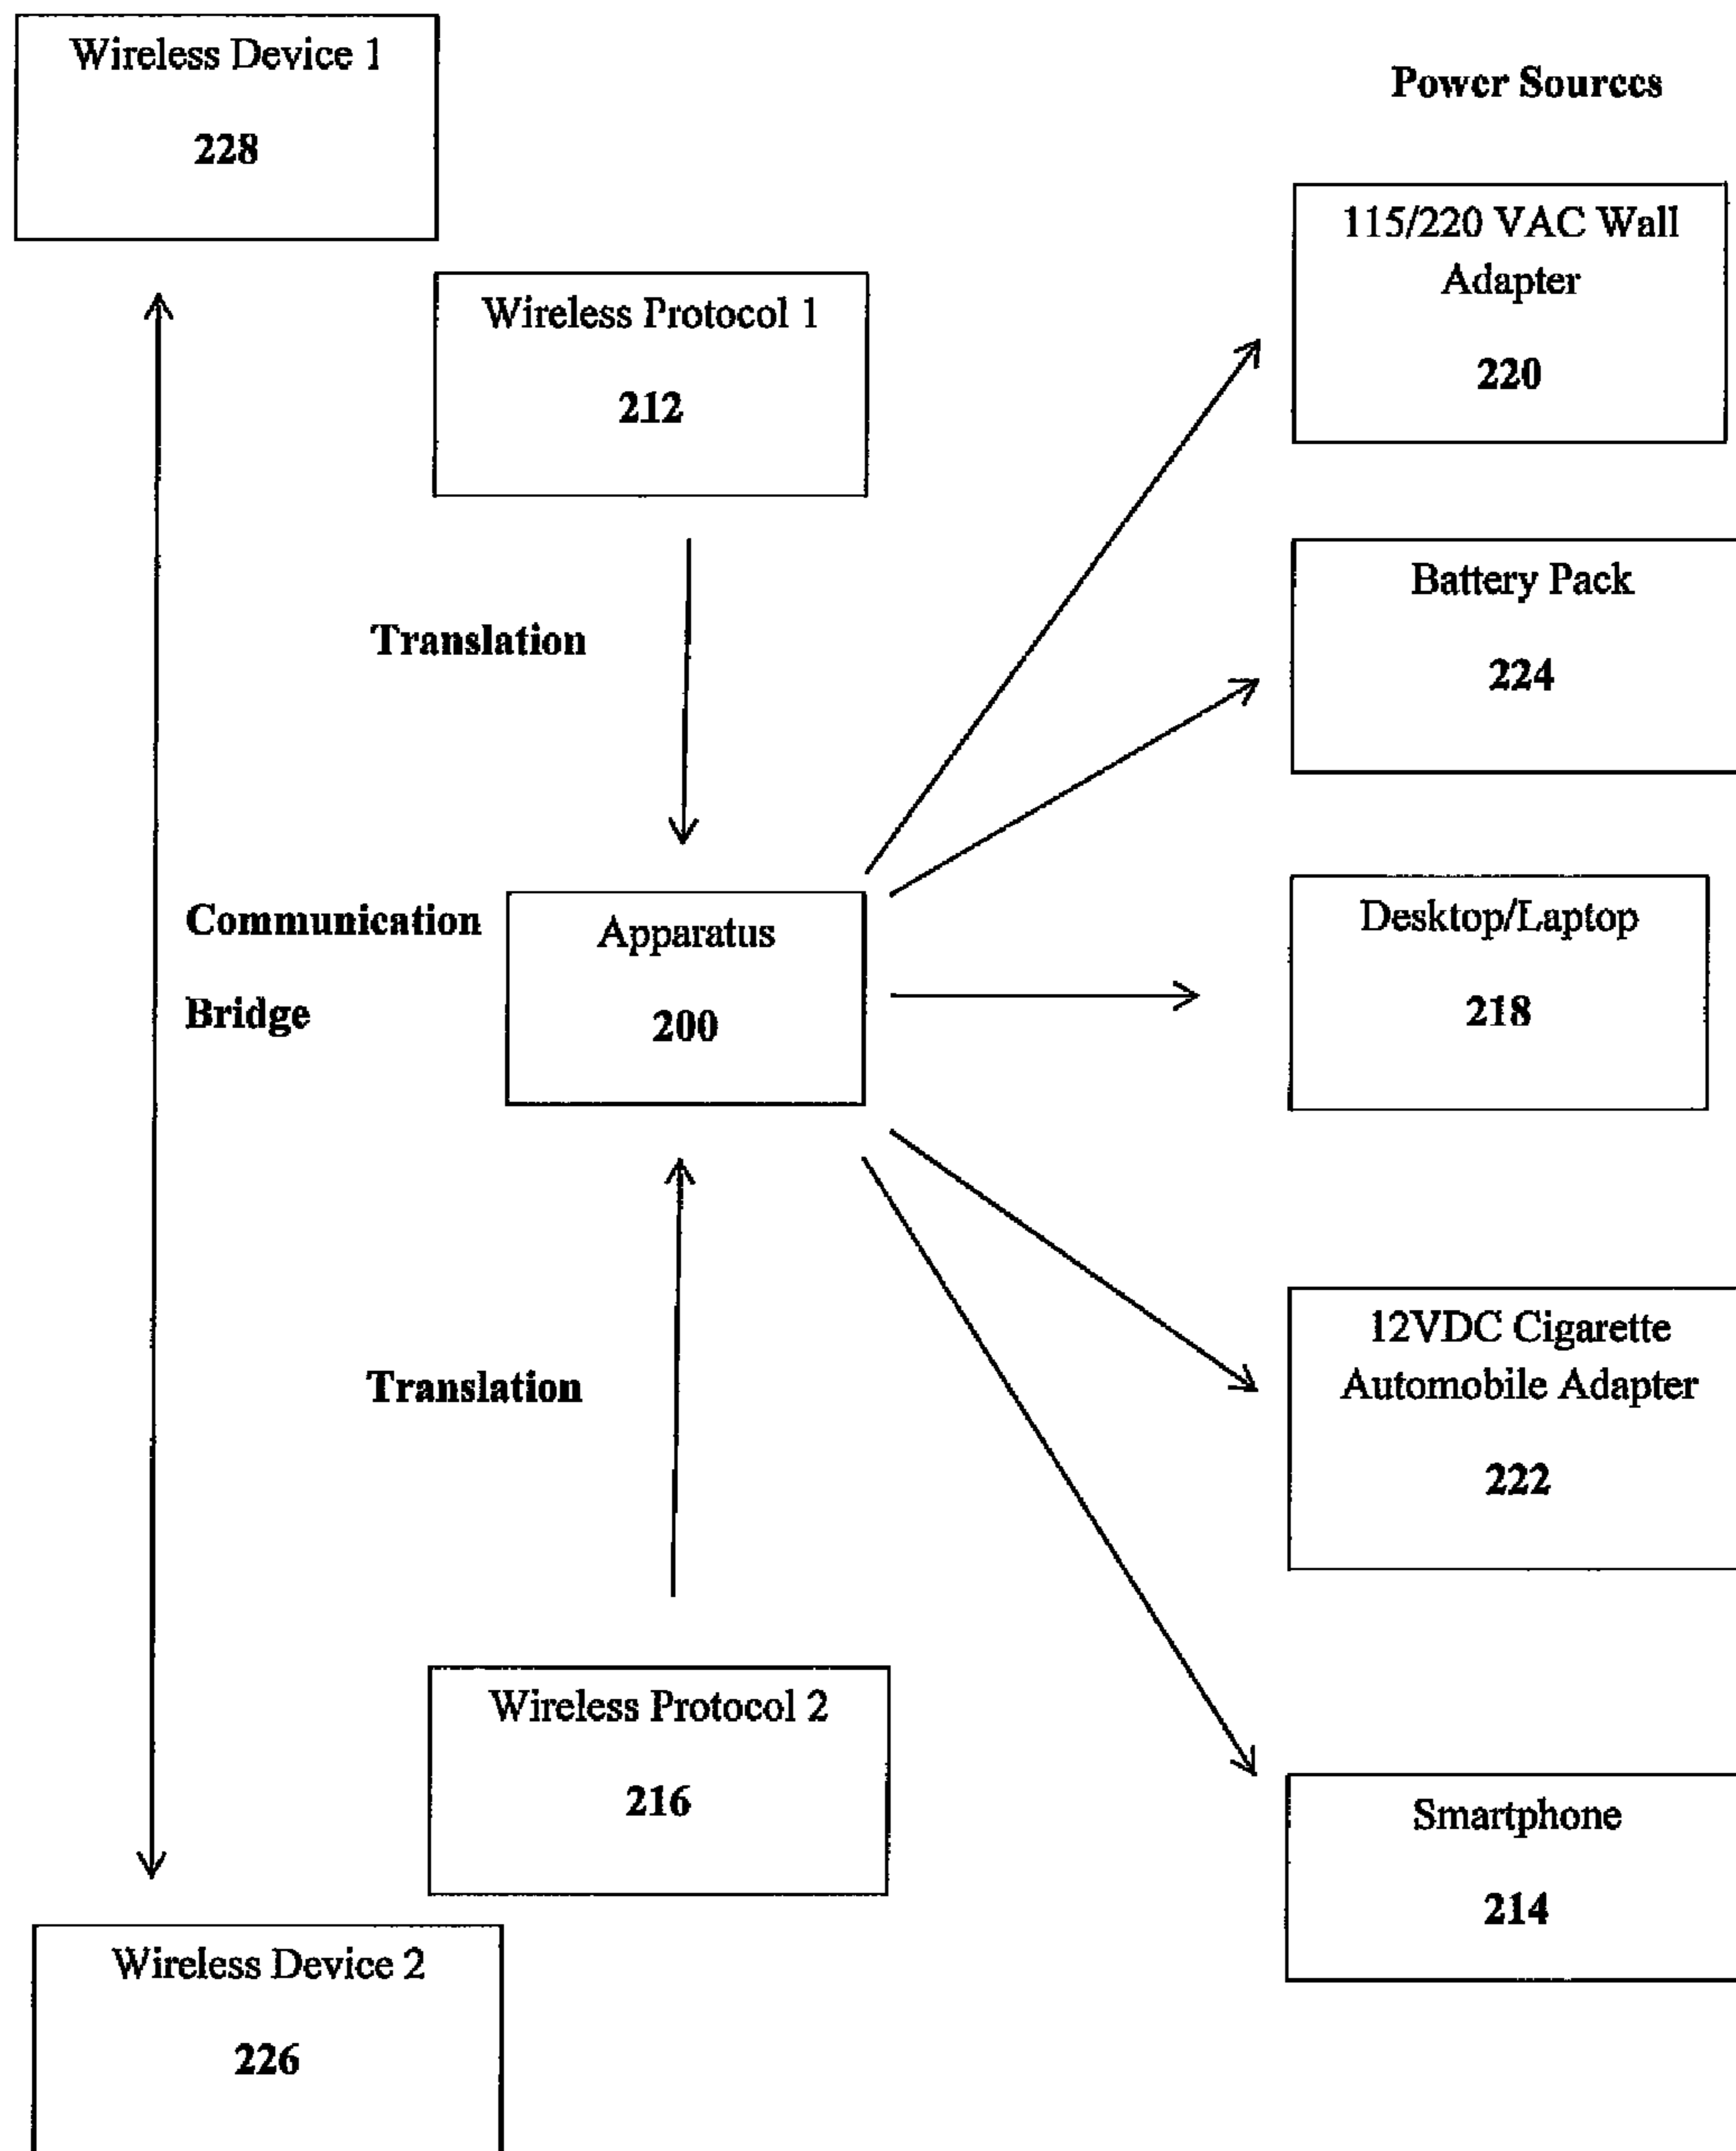 Wireless Device 1
228
Power Sources
115/220 VAC Wall
Adapter
220
Wireless Protocol 1
212
Battery Pack
224
Translation
Desktop/Laptop
218
Communication
Bridge
Apparatus
200
12VDC Cigarette
Automobile Adapter
222
Translation
Wireless Protocol 2
216
Smartphone
214
Wireless Device 2
226